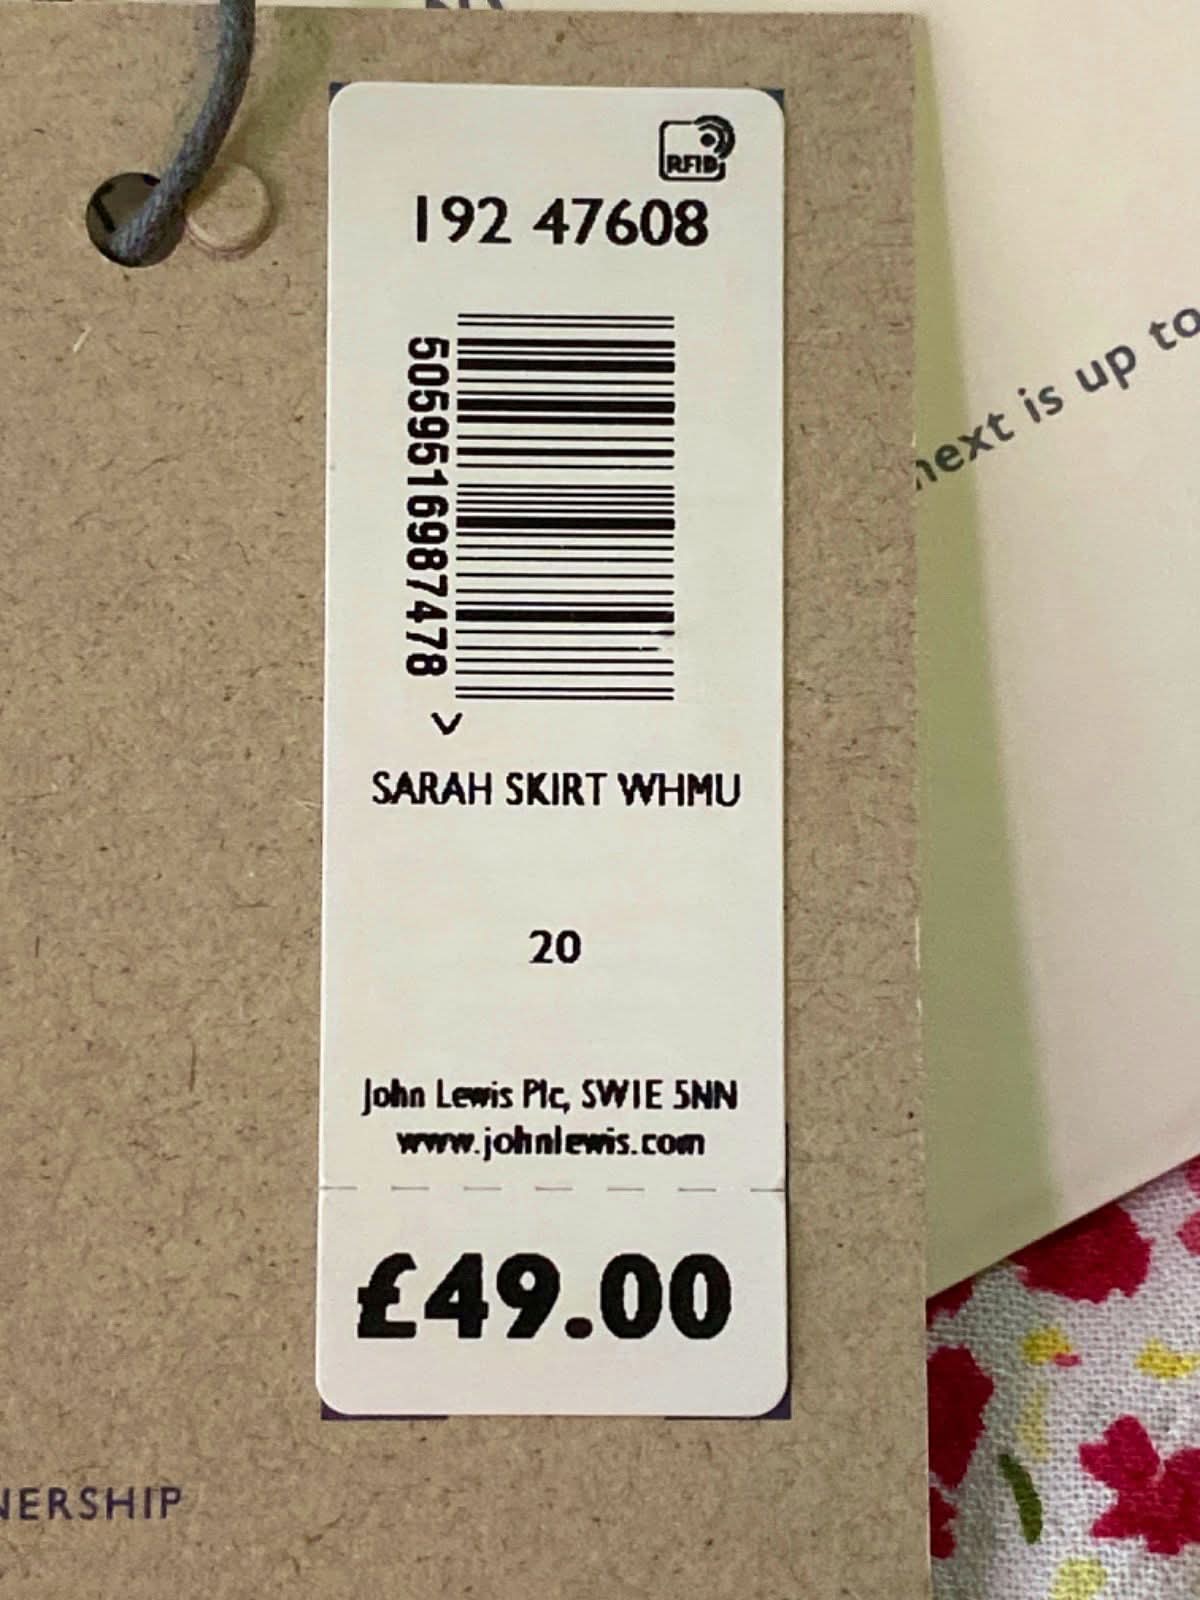 RFID
192 47608
5059516987478
>
SARAH SKIRT WHMU
20
John Lewis Plc, SW1E 5NN
www.johnlewis.com
£49.00
NERSHIP
next is up to